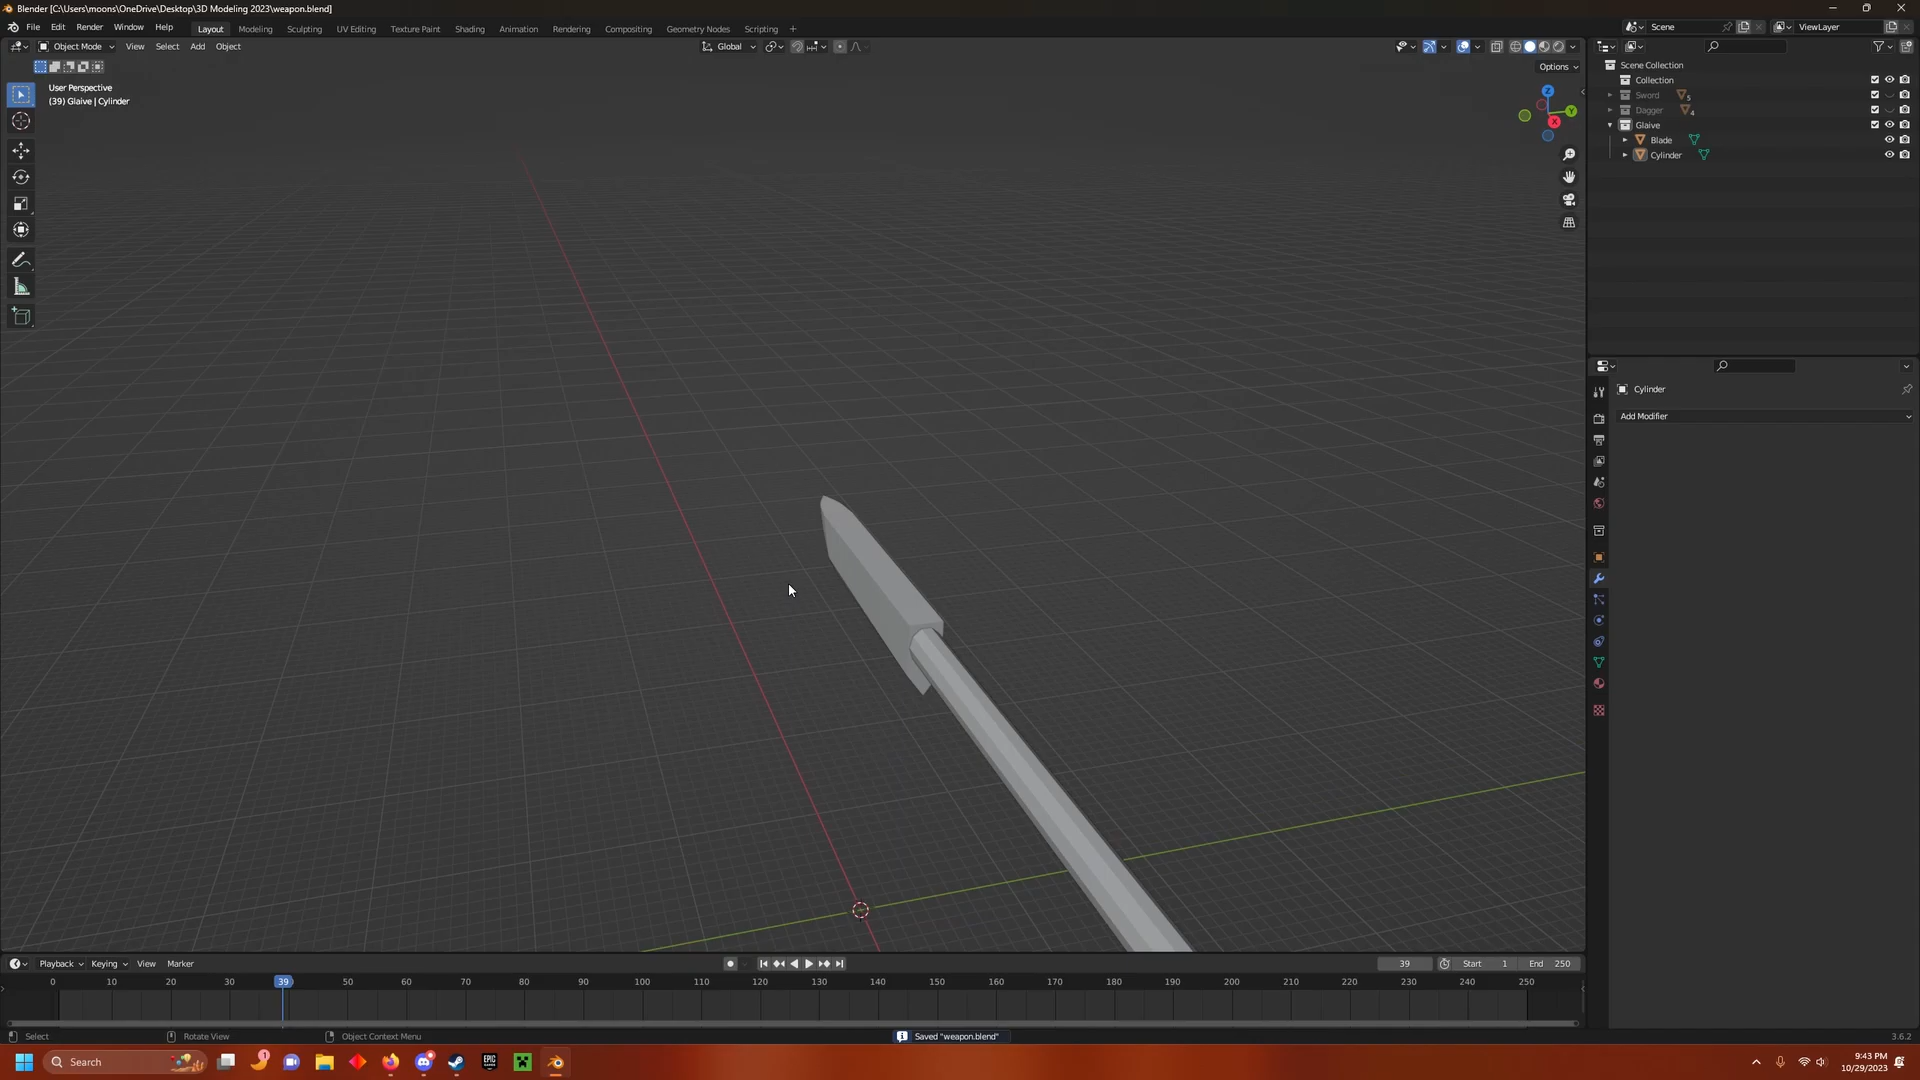 Blender [C:\Users\moons\OneDrive\Desktop\3D Modeling 2023\weapon.blend]
File Edit Render Window Help Layout Modeling Sculpting UV Editing Texture Paint Shading Animation Rendering Compositing Geometry Nodes Scripting + Scene ViewLayer
Object Mode View Select Add Object Global
Options
User Perspective
(39) Glaive | Cylinder
Z
Y
X
Scene Collection
Collection
Sword 5
Dagger 4
Glaive
Blade
Cylinder
Cylinder
Add Modifier
Playback Keying View Marker 39 Start 1 End 250
0 10 20 30 39 50 60 70 80 90 100 110 120 130 140 150 160 170 180 190 200 210 220 230 240 250
Select Rotate View Object Context Menu Saved "weapon.blend" 3.6.2
Search 1 EPIC GAMES 9:43 PM
10/29/2023